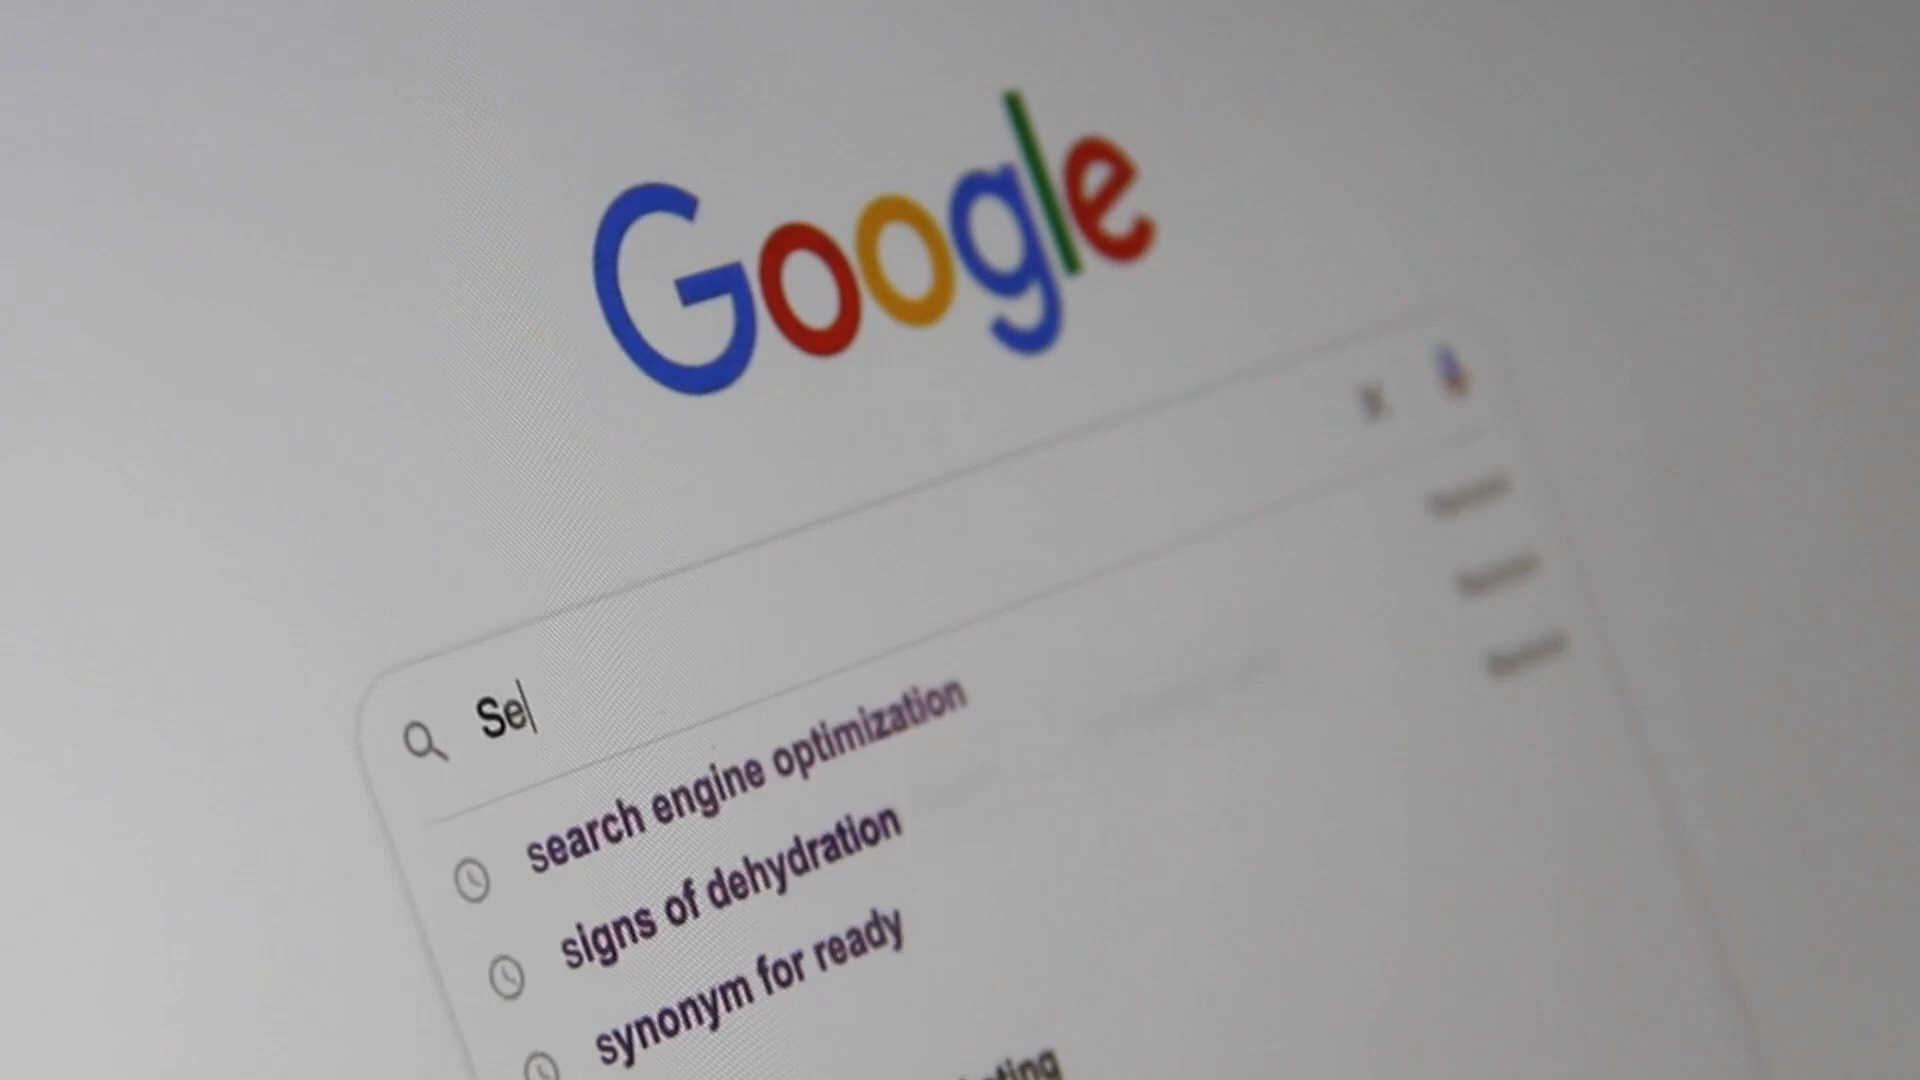 Google
Se
search engine optimization
signs of dehydration
synonym for ready